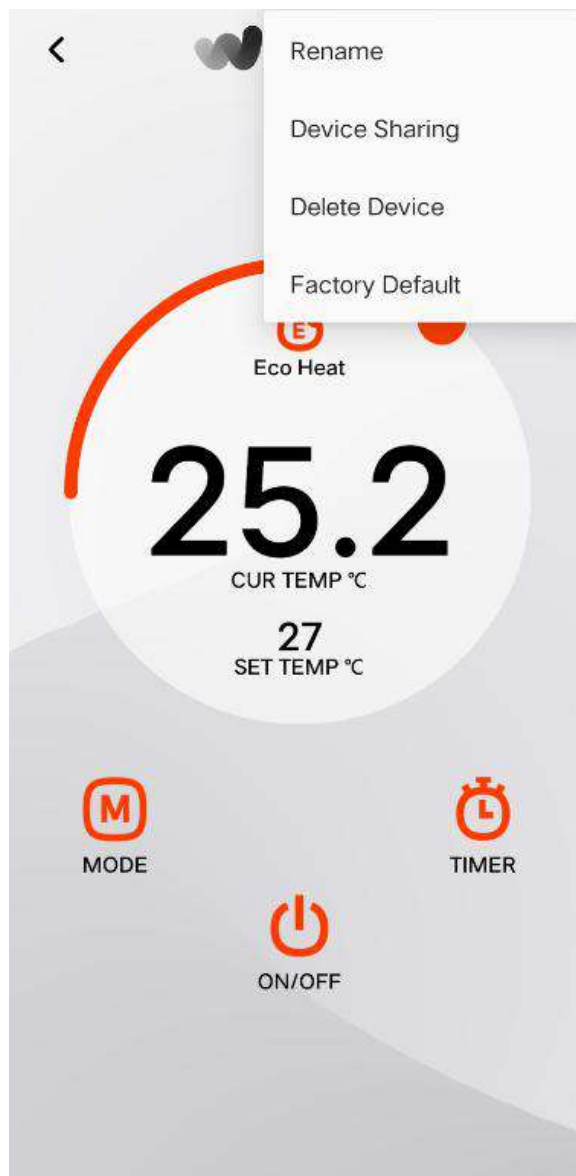 Rename
Device Sharing
Delete Device
Factory Default
E
Eco Heat
25.2
CUR TEMP °C
27
SET TEMP °C
M
MODE
TIMER
ON/OFF